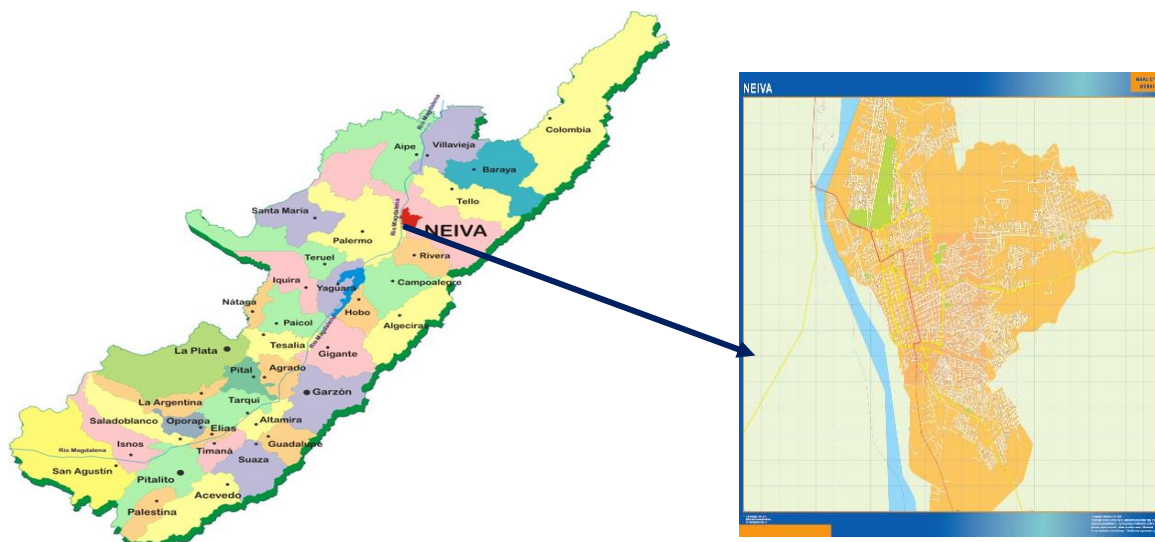 Colombia
Río Magdalena
Villavieja
Aipe
Baraya
Tello
Santa María
Río Magdalena
NEIVA
Palermo
Rivera
Teruel
Iquira
Yaguará
Campoalegre
Nátaga
Hobo
Paicol
Algeciras
Río Magdalena
Tesalia
La Plata
Gigante
Pital
Agrado
Garzón
La Argentina
Tarqui
Saladoblanco
Oporapa
Altamira
Elías
Isnos
Timaná
Guadalupe
Río Magdalena
Suaza
San Agustín
Pitalito
Acevedo
Palestina
NEIVA